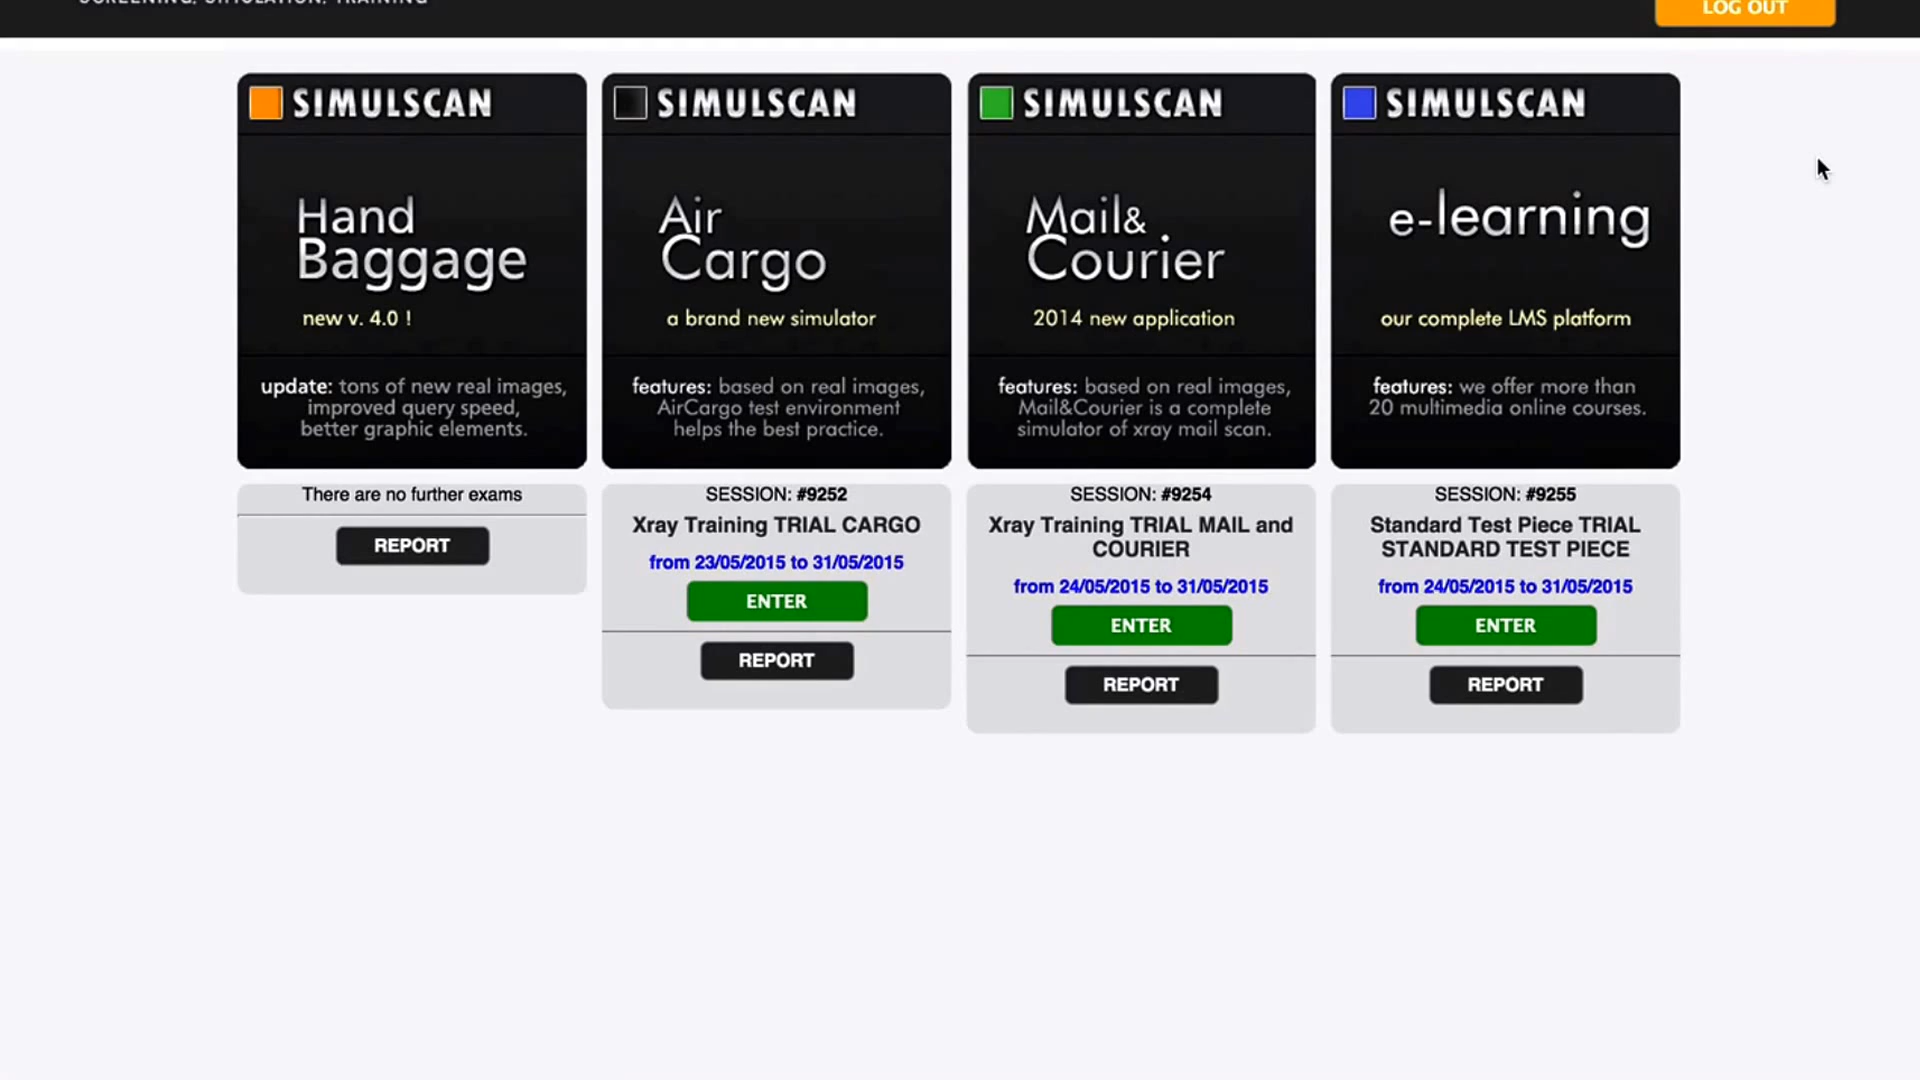 SCREENING, SIMULATION, TRAINING
LOG OUT
SIMULSCAN
Hand
Baggage
new v. 4.0 !
update: tons of new real images,
improved query speed,
better graphic elements.
There are no further exams
REPORT
SIMULSCAN
Air
Cargo
a brand new simulator
features: based on real images,
AirCargo test environment
helps the best practice.
SESSION: #9252
Xray Training TRIAL CARGO
from 23/05/2015 to 31/05/2015
ENTER
REPORT
SIMULSCAN
Mail&
Courier
2014 new application
features: based on real images,
Mail&Courier is a complete
simulator of xray mail scan.
SESSION: #9254
Xray Training TRIAL MAIL and
COURIER
from 24/05/2015 to 31/05/2015
ENTER
REPORT
SIMULSCAN
e-learning
our complete LMS platform
features: we offer more than
20 multimedia online courses.
SESSION: #9255
Standard Test Piece TRIAL
STANDARD TEST PIECE
from 24/05/2015 to 31/05/2015
ENTER
REPORT